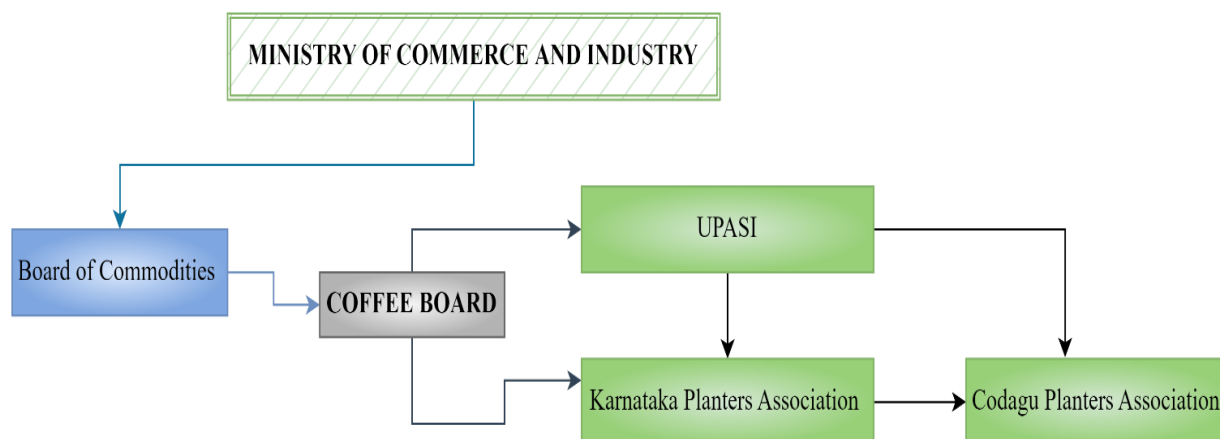 MINISTRY OF COMMERCE AND INDUSTRY
UPASI
Board of Commodities
COFFEE BOARD
Karnataka Planters Association
Codagu Planters Association